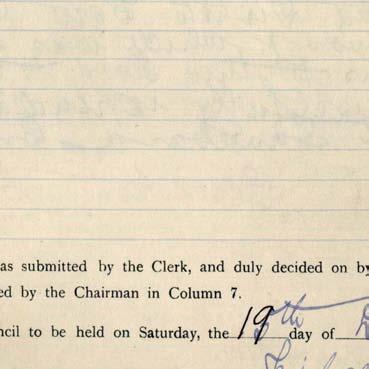 as submitted by the Clerk, and duly decided on by
ed by the Chairman in Column 7.
ncil to be held on Saturday, the 19th day of